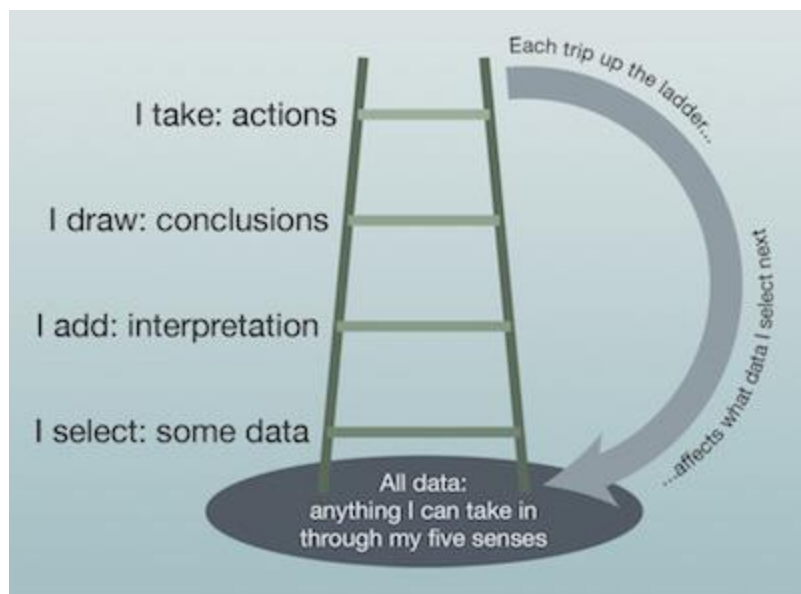 Each trip up the ladder...
I take: actions
I draw: conclusions
...affects what data I select next
I add: interpretation
I select: some data
All data:
anything I can take in
through my five senses